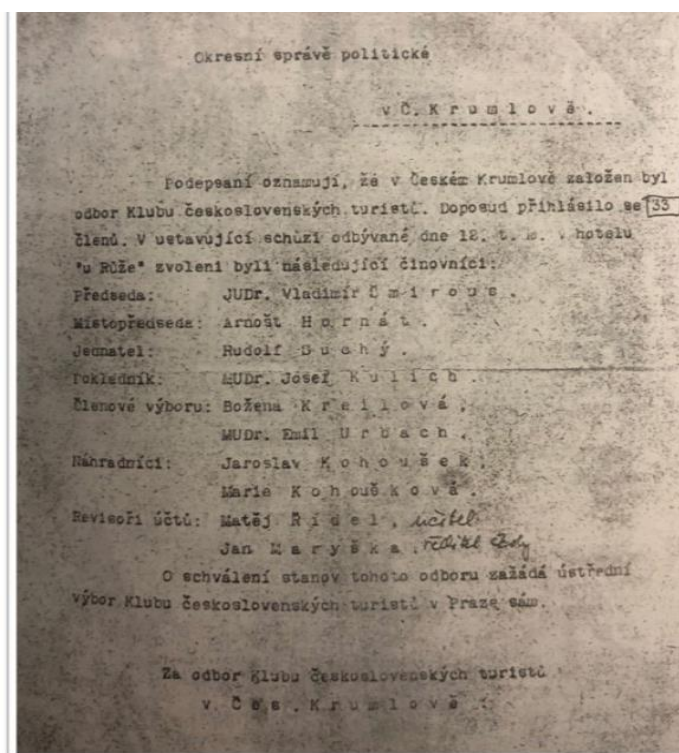 Okresní správě politické
v Č. K r u m l o v ě .
Podepsaní oznamují, že v Českém Krumlově založen byl
odbor Klubu československých turistů. Doposud přihlásilo se 33
členů. V ustavující schůzi odbývané dne 18. t. m. v hotelu
"u Růže" zvoleni byli následující činovníci:
Předseda: JUDr. Vladimír
Místopředseda: Arnošt H o r n á t .
Jednatel: Rudolf S u c h ý .
Pokladník: MUDr. Josef K u l i c h .
Členové výboru: Božena K r e i l o v á ,
MUDr. Emil U r b a c h .
Náhradníci: Jaroslav K o h o u š e k ,
Marie K o h o u š k o v á .
Revisoři účtů: Matěj Ř í d e l , učitel
Jan M a r y š k a , ředitel školy
O schválení stanov tohoto odboru zažádá ústřední
výbor Klubu československých turistů v Praze sám.
Za odbor Klubu československých turistů
v Čes. K r u m l o v ě :